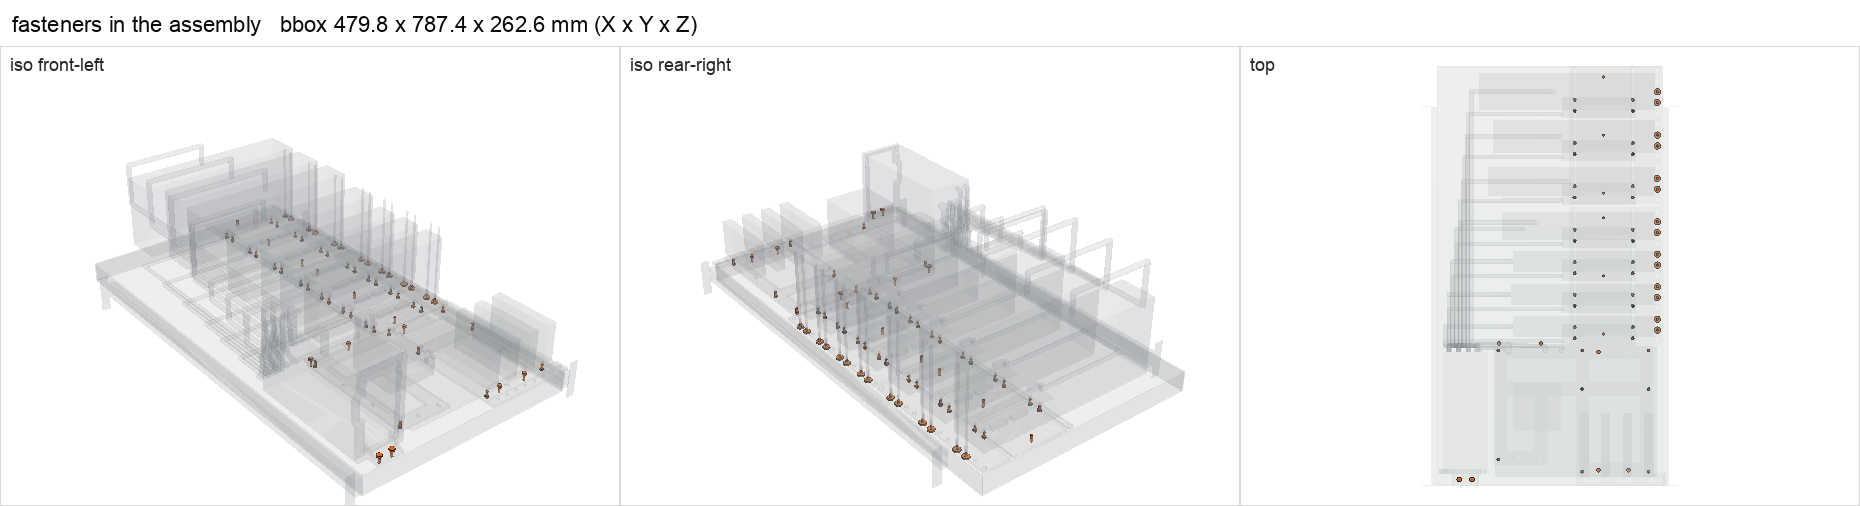 fasteners in the assembly bbox 479.8 x 787.4 x 262.6 mm (X x Y x Z)
iso front-left
iso rear-right
top